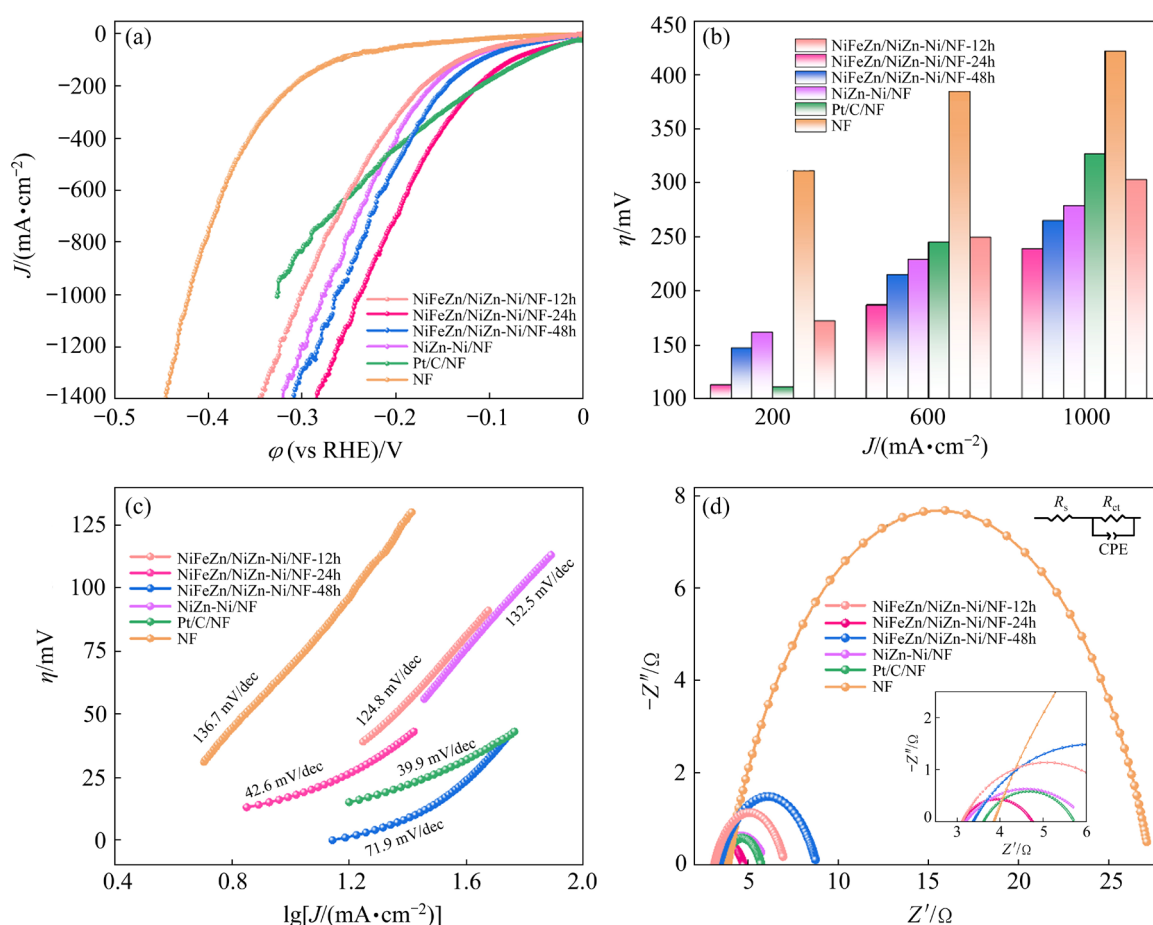 (a)
0
−200
−400
−600
−800
−1000
−1200
−1400
J/(mA•cm⁻²)
NiFeZn/NiZn-Ni/NF-12h
NiFeZn/NiZn-Ni/NF-24h
NiFeZn/NiZn-Ni/NF-48h
NiZn-Ni/NF
Pt/C/NF
NF
−0.5 −0.4 −0.3 −0.2 −0.1 0
φ (vs RHE)/V
(b)
450
400
350
300
250
200
150
100
η/mV
NiFeZn/NiZn-Ni/NF-12h
NiFeZn/NiZn-Ni/NF-24h
NiFeZn/NiZn-Ni/NF-48h
NiZn-Ni/NF
Pt/C/NF
NF
200 600 1000
J/(mA•cm⁻²)
(c)
125
100
75
50
25
0
η/mV
NiFeZn/NiZn-Ni/NF-12h
NiFeZn/NiZn-Ni/NF-24h
NiFeZn/NiZn-Ni/NF-48h
NiZn-Ni/NF
Pt/C/NF
NF
136.7 mV/dec
124.8 mV/dec
132.5 mV/dec
42.6 mV/dec
39.9 mV/dec
71.9 mV/dec
0.4 0.8 1.2 1.6 2.0
lg[J/(mA•cm⁻²)]
(d)
8
6
4
2
0
−Z″/Ω
Rs
Rct
CPE
NiFeZn/NiZn-Ni/NF-12h
NiFeZn/NiZn-Ni/NF-24h
NiFeZn/NiZn-Ni/NF-48h
NiZn-Ni/NF
Pt/C/NF
NF
2
1
0
−Z″/Ω
3 4 5 6
Z′/Ω
5 10 15 20 25
Z′/Ω